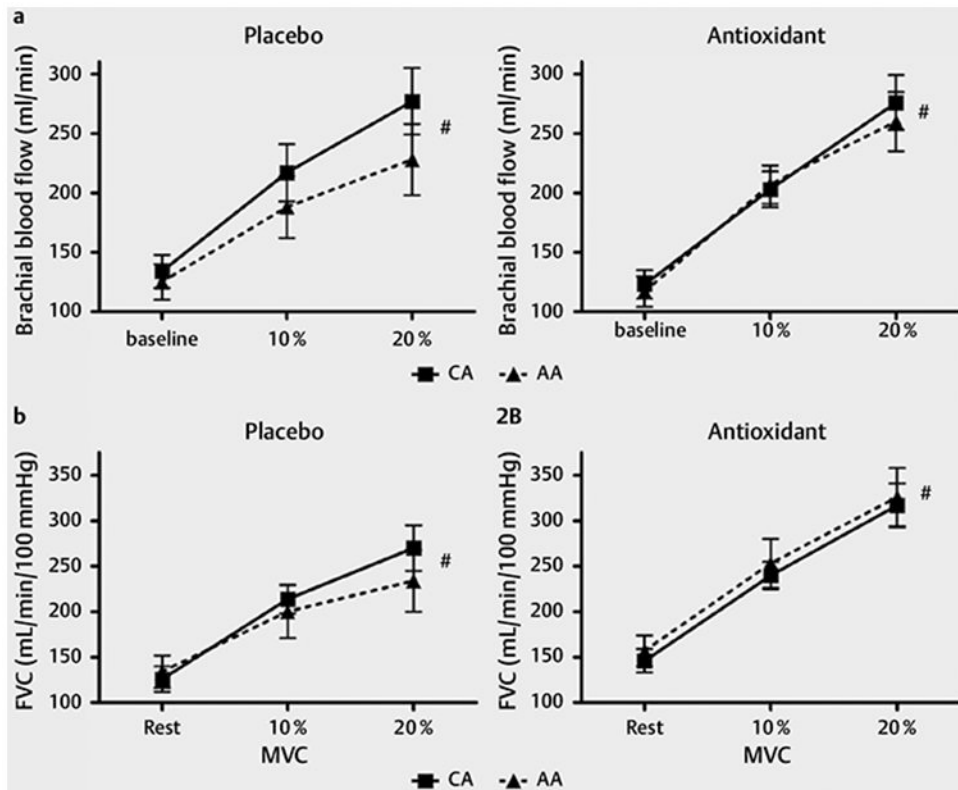 a
Placebo
Antioxidant
Brachial blood flow (ml/min)
300
250
200
150
100
#
baseline
10 %
20 %
Brachial blood flow (ml/min)
300
250
200
150
100
#
baseline
10 %
20 %
CA
AA
b
Placebo
2B
Antioxidant
FVC (mL/min/100 mmHg)
350
300
250
200
150
100
#
Rest
10 %
20 %
MVC
FVC (mL/min/100 mmHg)
350
300
250
200
150
100
#
Rest
10 %
20 %
MVC
CA
AA